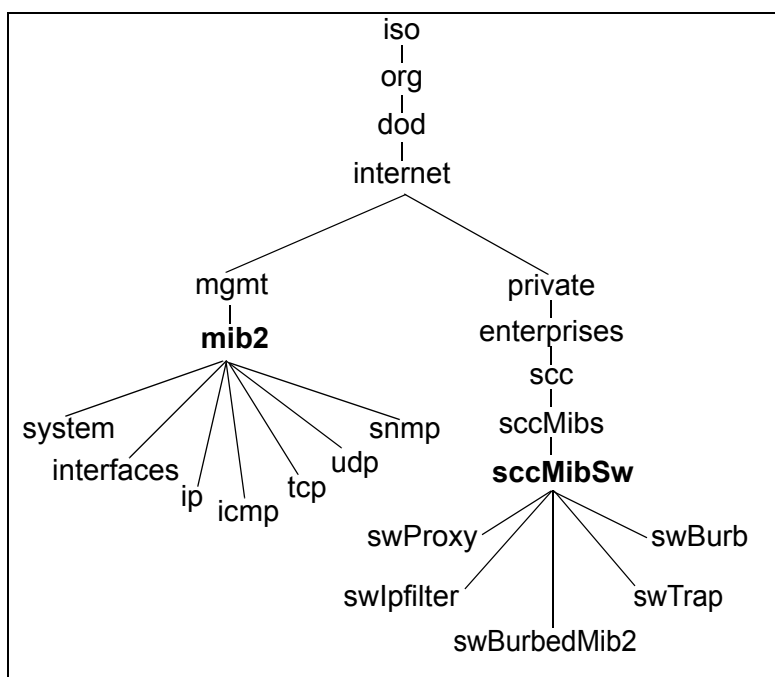 iso
org
dod
internet
mgmt
private
mib2
enterprises
scc
sccMibs
sccMibSw
system
interfaces
ip
icmp
tcp
udp
snmp
swProxy
swIpfilter
swBurbedMib2
swTrap
swBurb